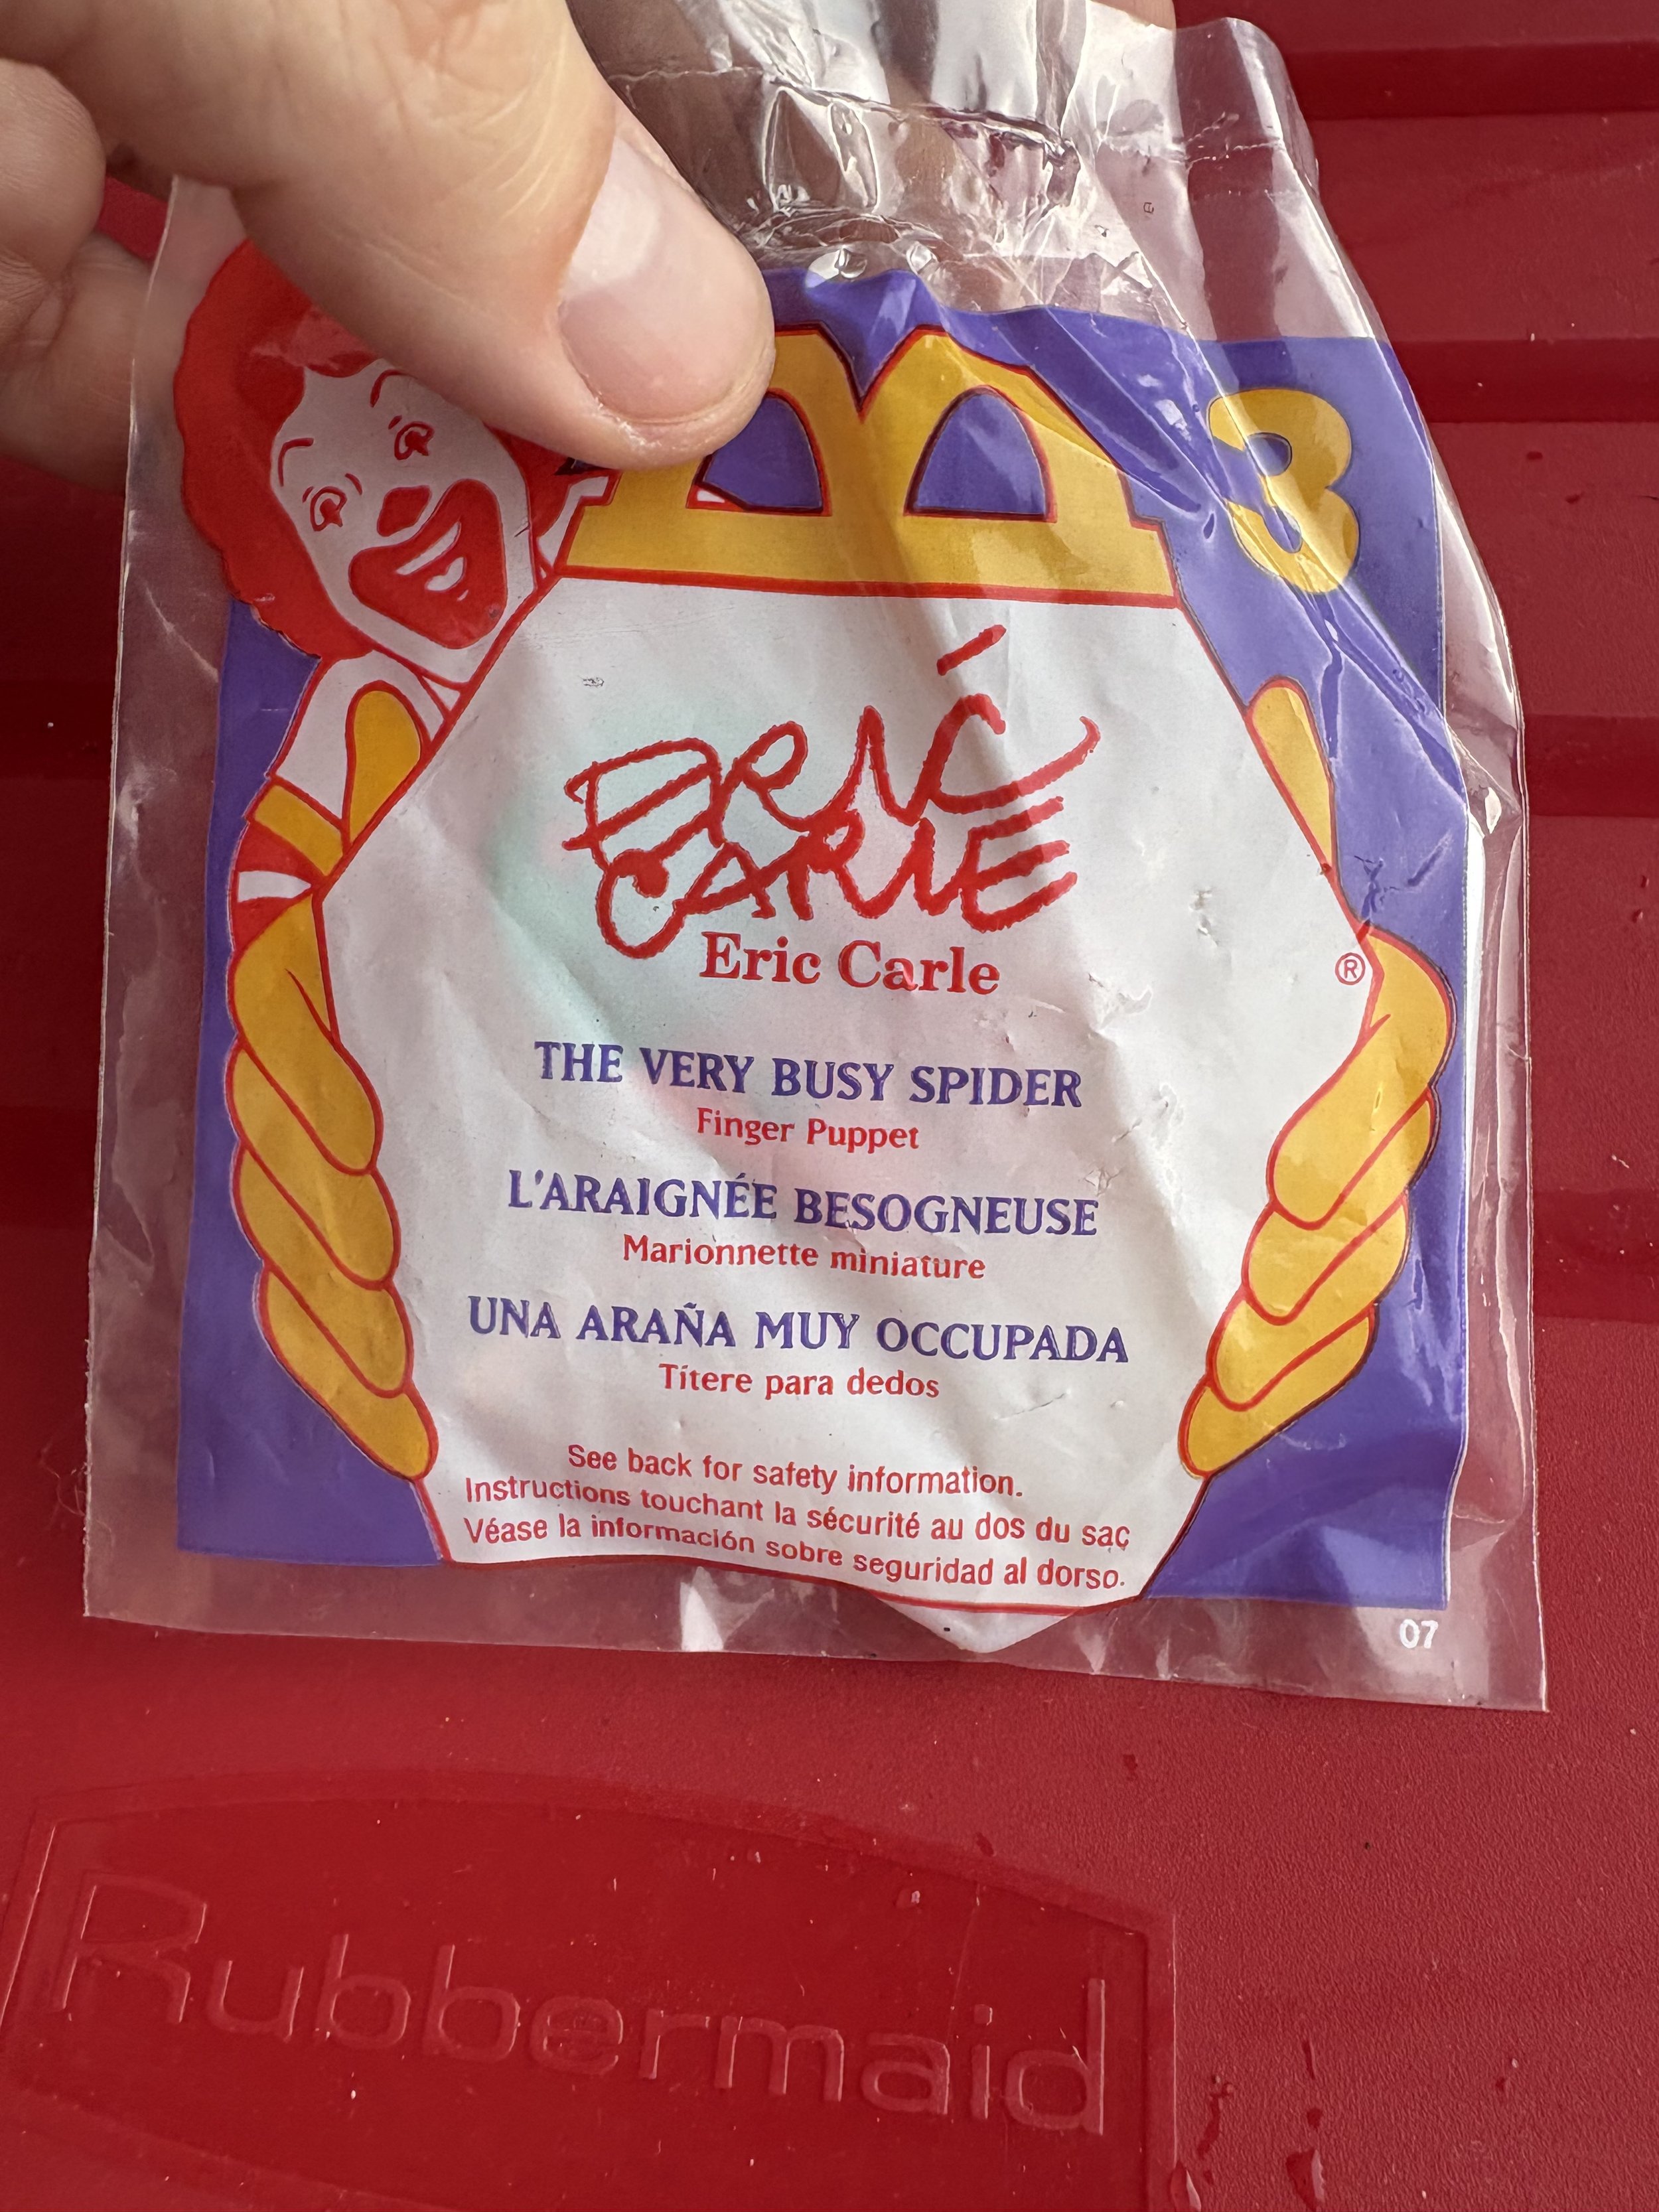 3
ERIC
CARLE
Eric Carle
®
THE VERY BUSY SPIDER
Finger Puppet
L'ARAIGNÉE BESOGNEUSE
Marionnette miniature
UNA ARAÑA MUY OCCUPADA
Títere para dedos
See back for safety information.
Instructions touchant la sécurité au dos du sac
Véase la información sobre seguridad al dorso.
07
Rubbermaid